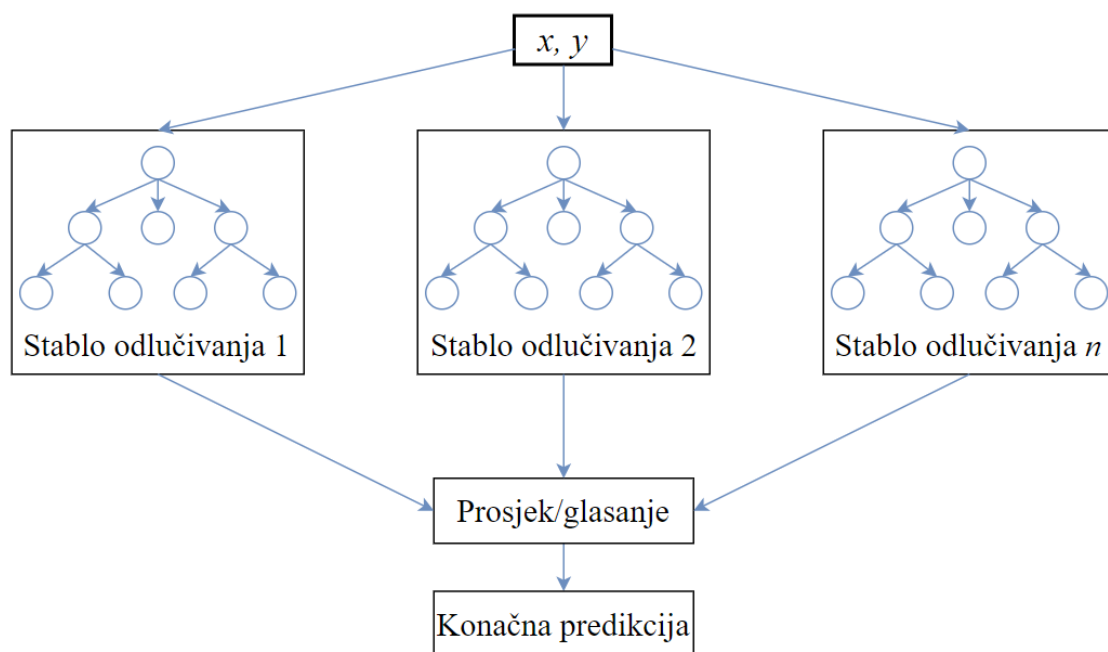 x, y
Stablo odlučivanja 1
Stablo odlučivanja 2
Stablo odlučivanja n
Prosjek/glasanje
Konačna predikcija